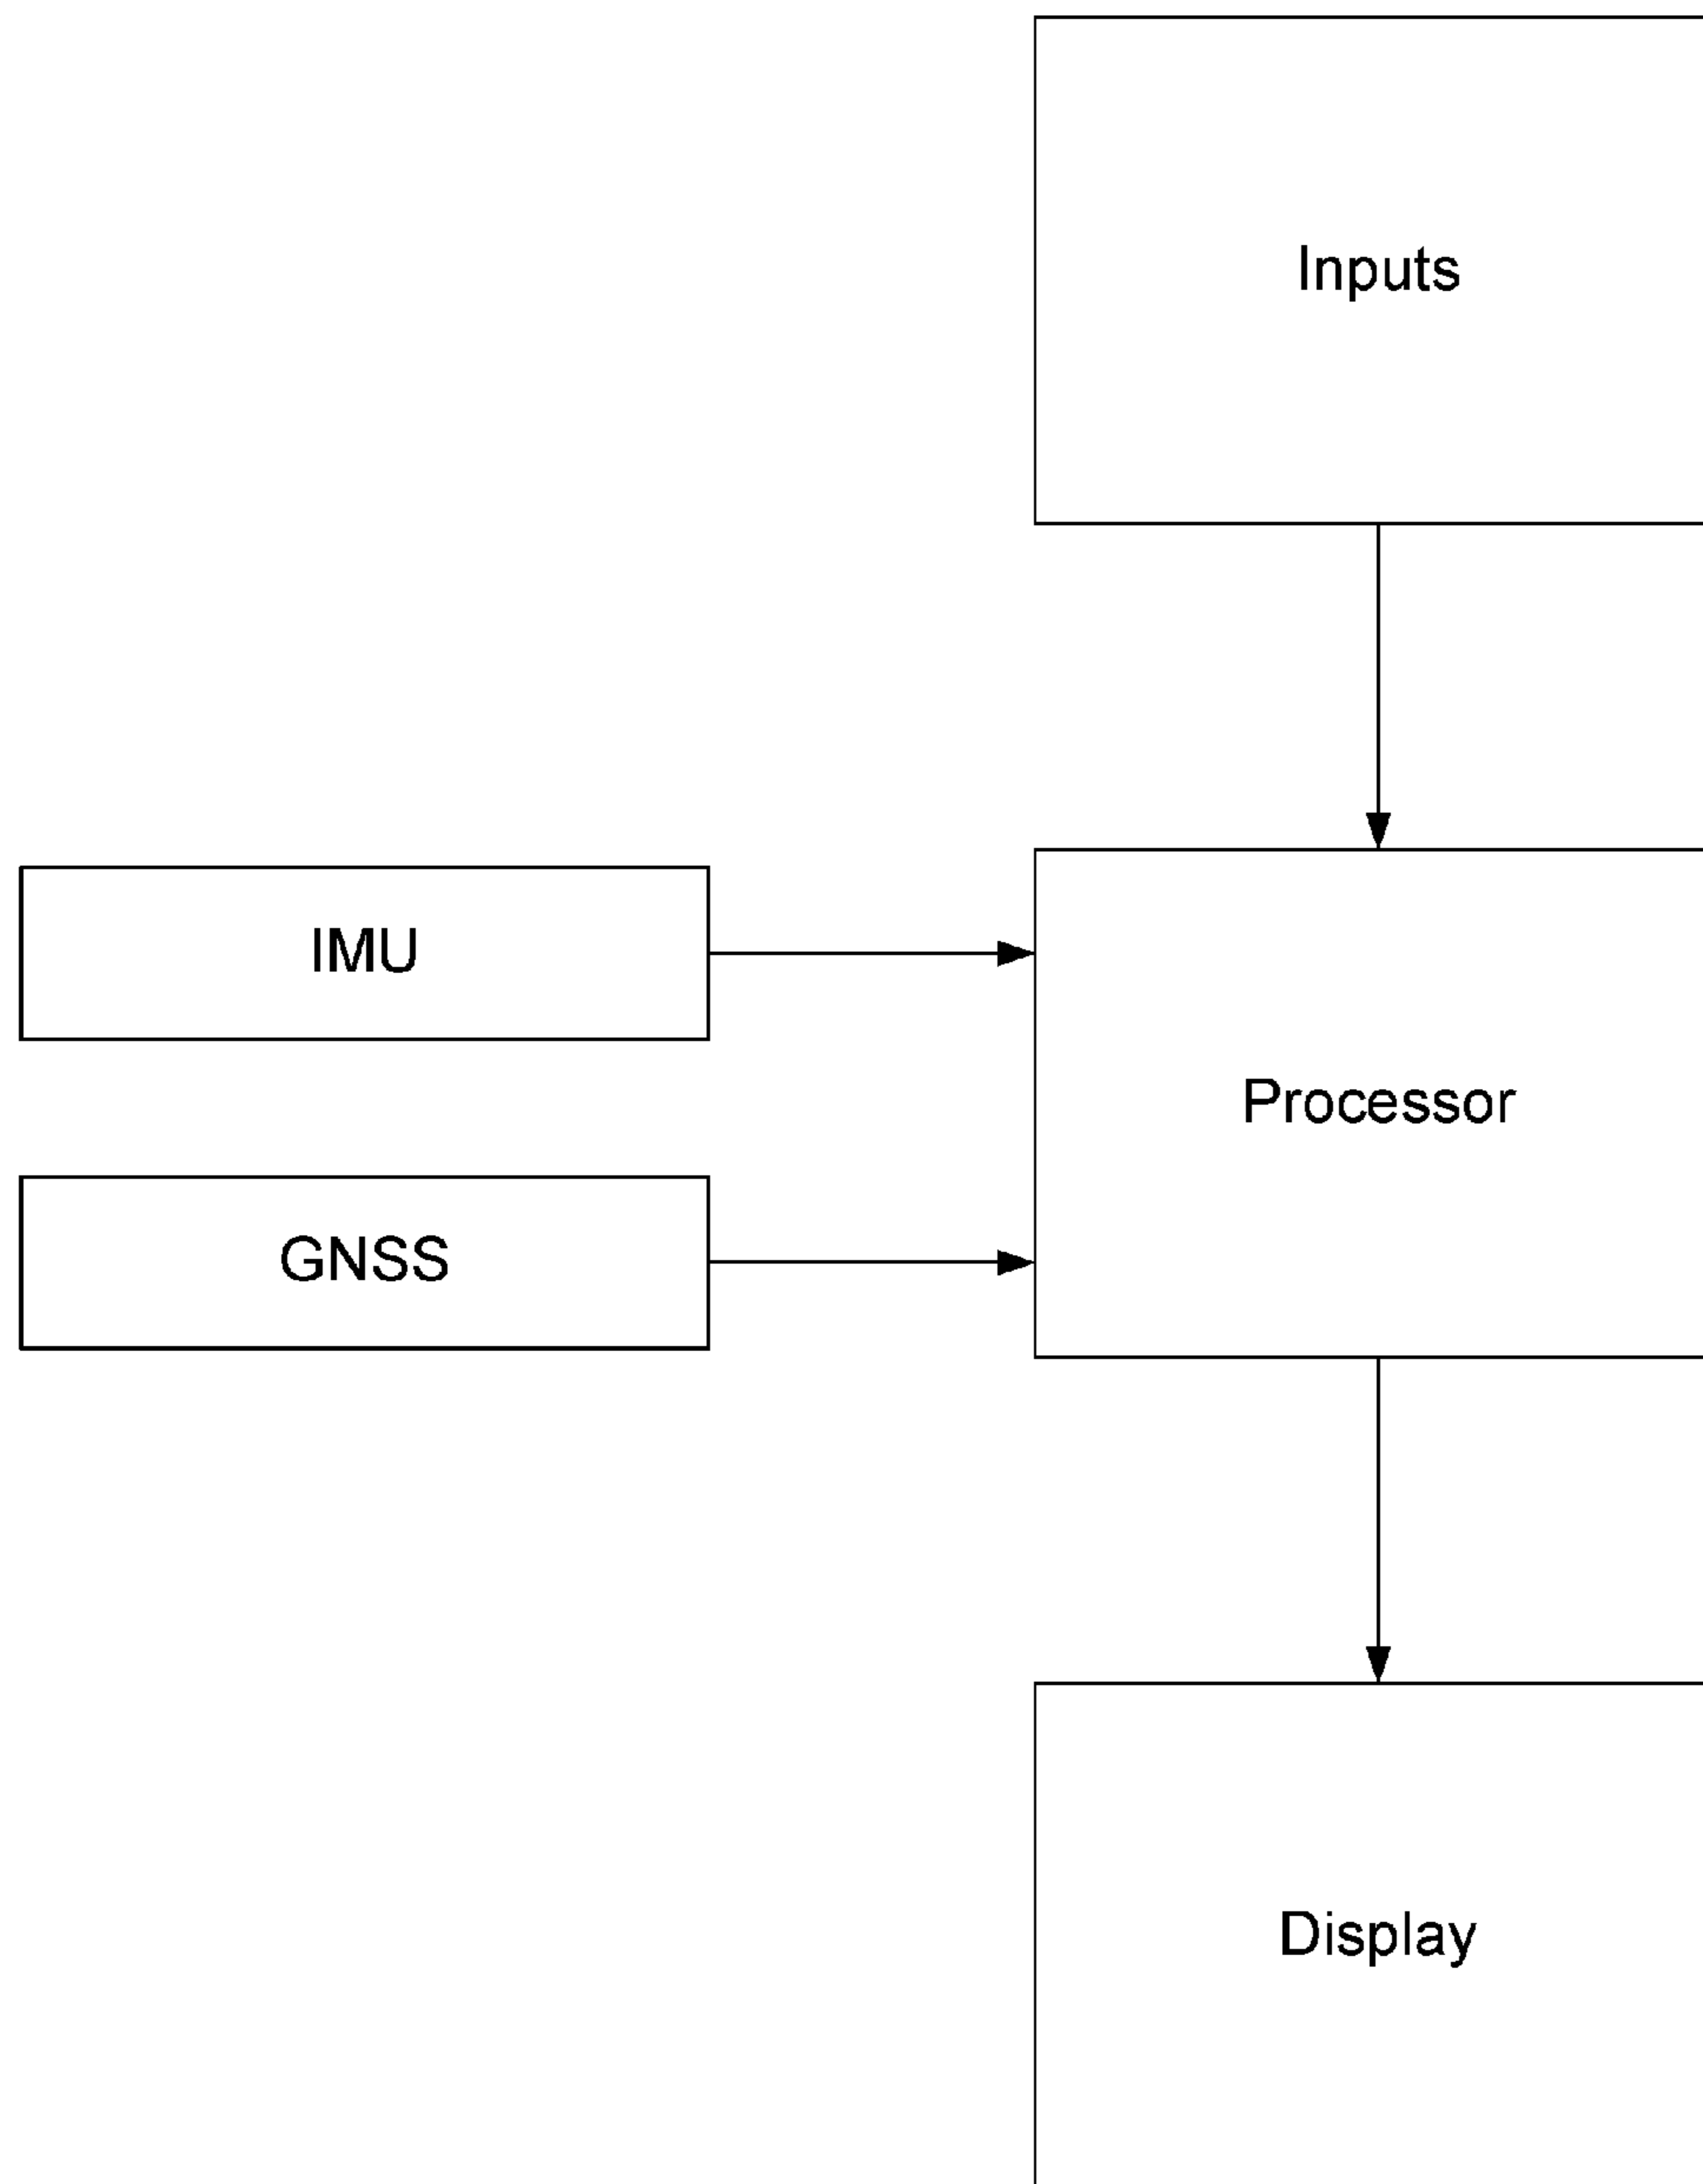 Inputs
IMU
Processor
GNSS
Display